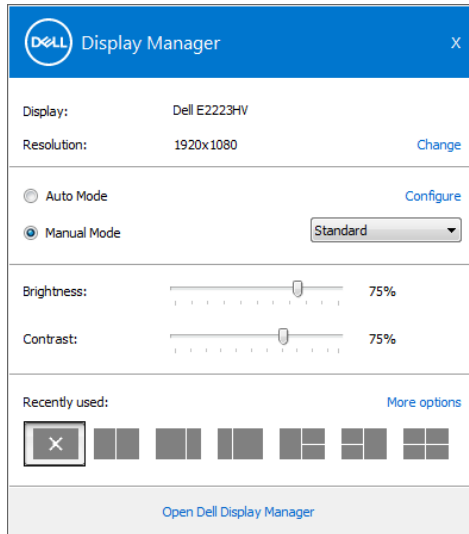 DELL Display Manager X
Display: Dell E2223HV
Resolution: 1920x1080 Change
Auto Mode Configure
Manual Mode Standard
Brightness: 75%
Contrast: 75%
Recently used: More options
Open Dell Display Manager